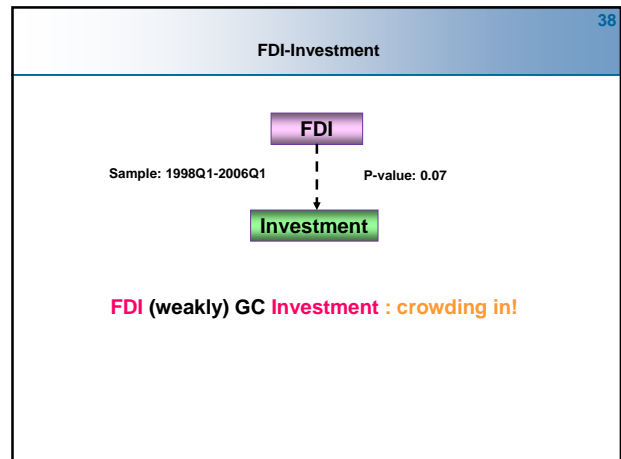 38
FDI-Investment
FDI
Sample: 1998Q1-2006Q1
P-value: 0.07
Investment
FDI (weakly) GC Investment : crowding in!